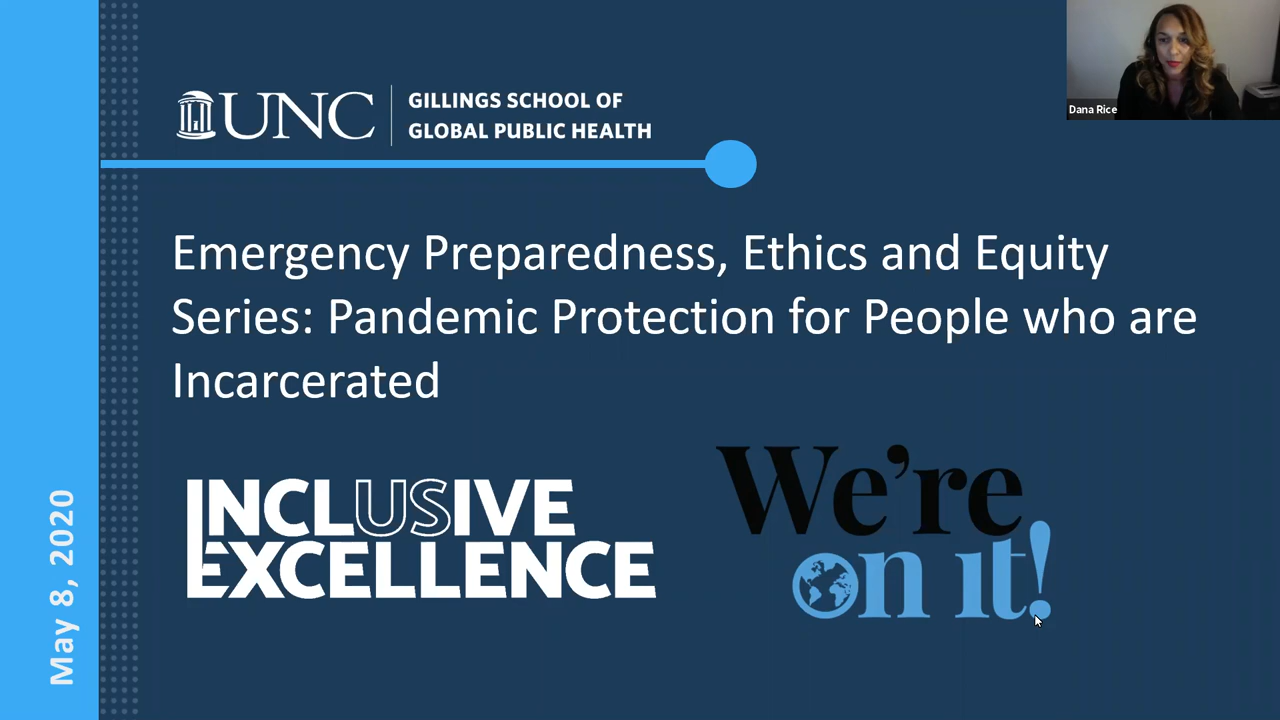 UNC
GILLINGS SCHOOL OF
GLOBAL PUBLIC HEALTH
Dana Rice
Emergency Preparedness, Ethics and Equity
Series: Pandemic Protection for People who are
Incarcerated
INCLUSIVE
EXCELLENCE
We're
on it!
May 8, 2020